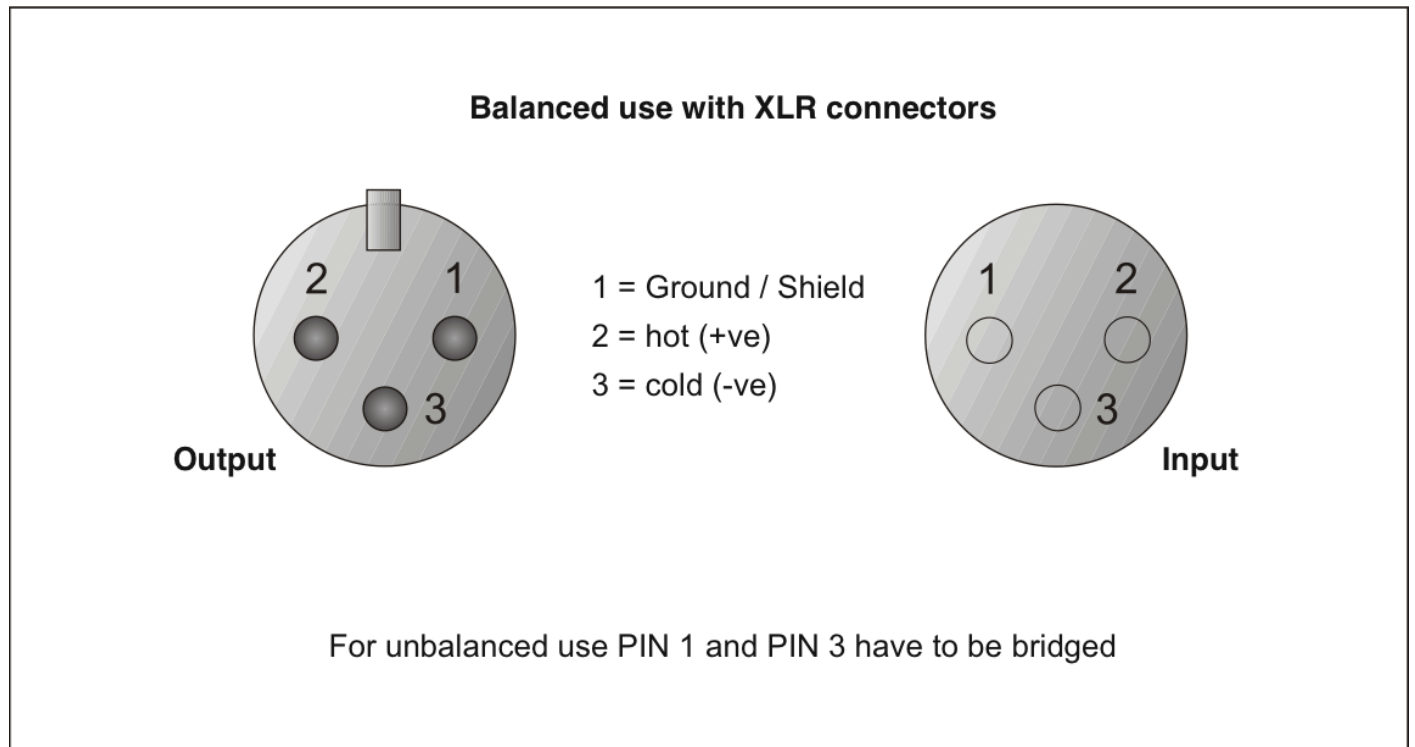 Balanced use with XLR connectors
2 1
3
Output
1 = Ground / Shield
2 = hot (+ve)
3 = cold (-ve)
1 2
3
Input
For unbalanced use PIN 1 and PIN 3 have to be bridged